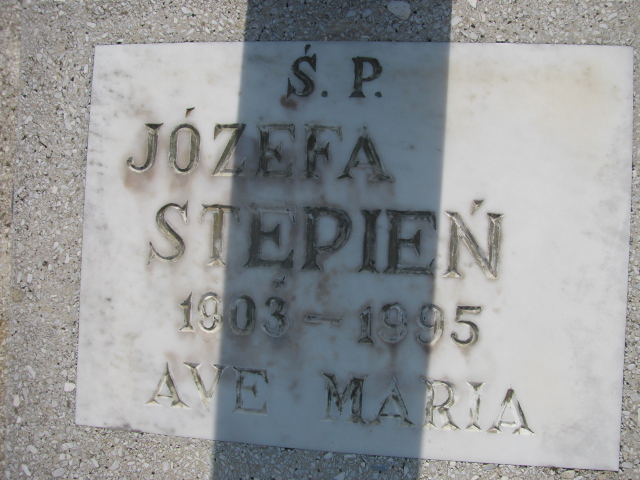 Ś. P.
JÓZEFA
STĘPIEŃ
1903 - 1995
AVE MARIA